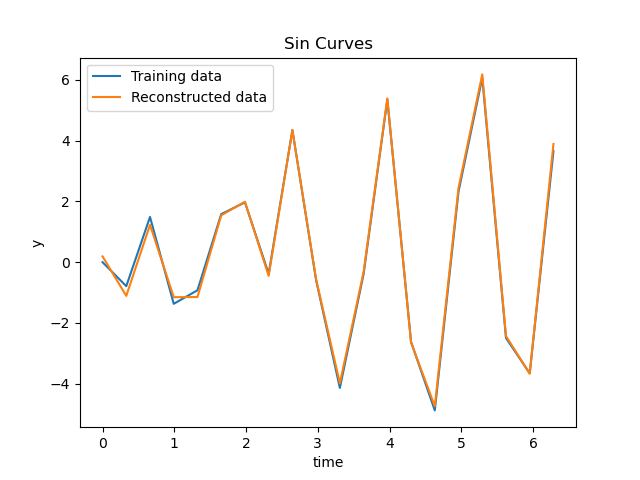 Sin Curves
Training data
Reconstructed data
6
4
2
0
−2
−4
y
0 1 2 3 4 5 6
time